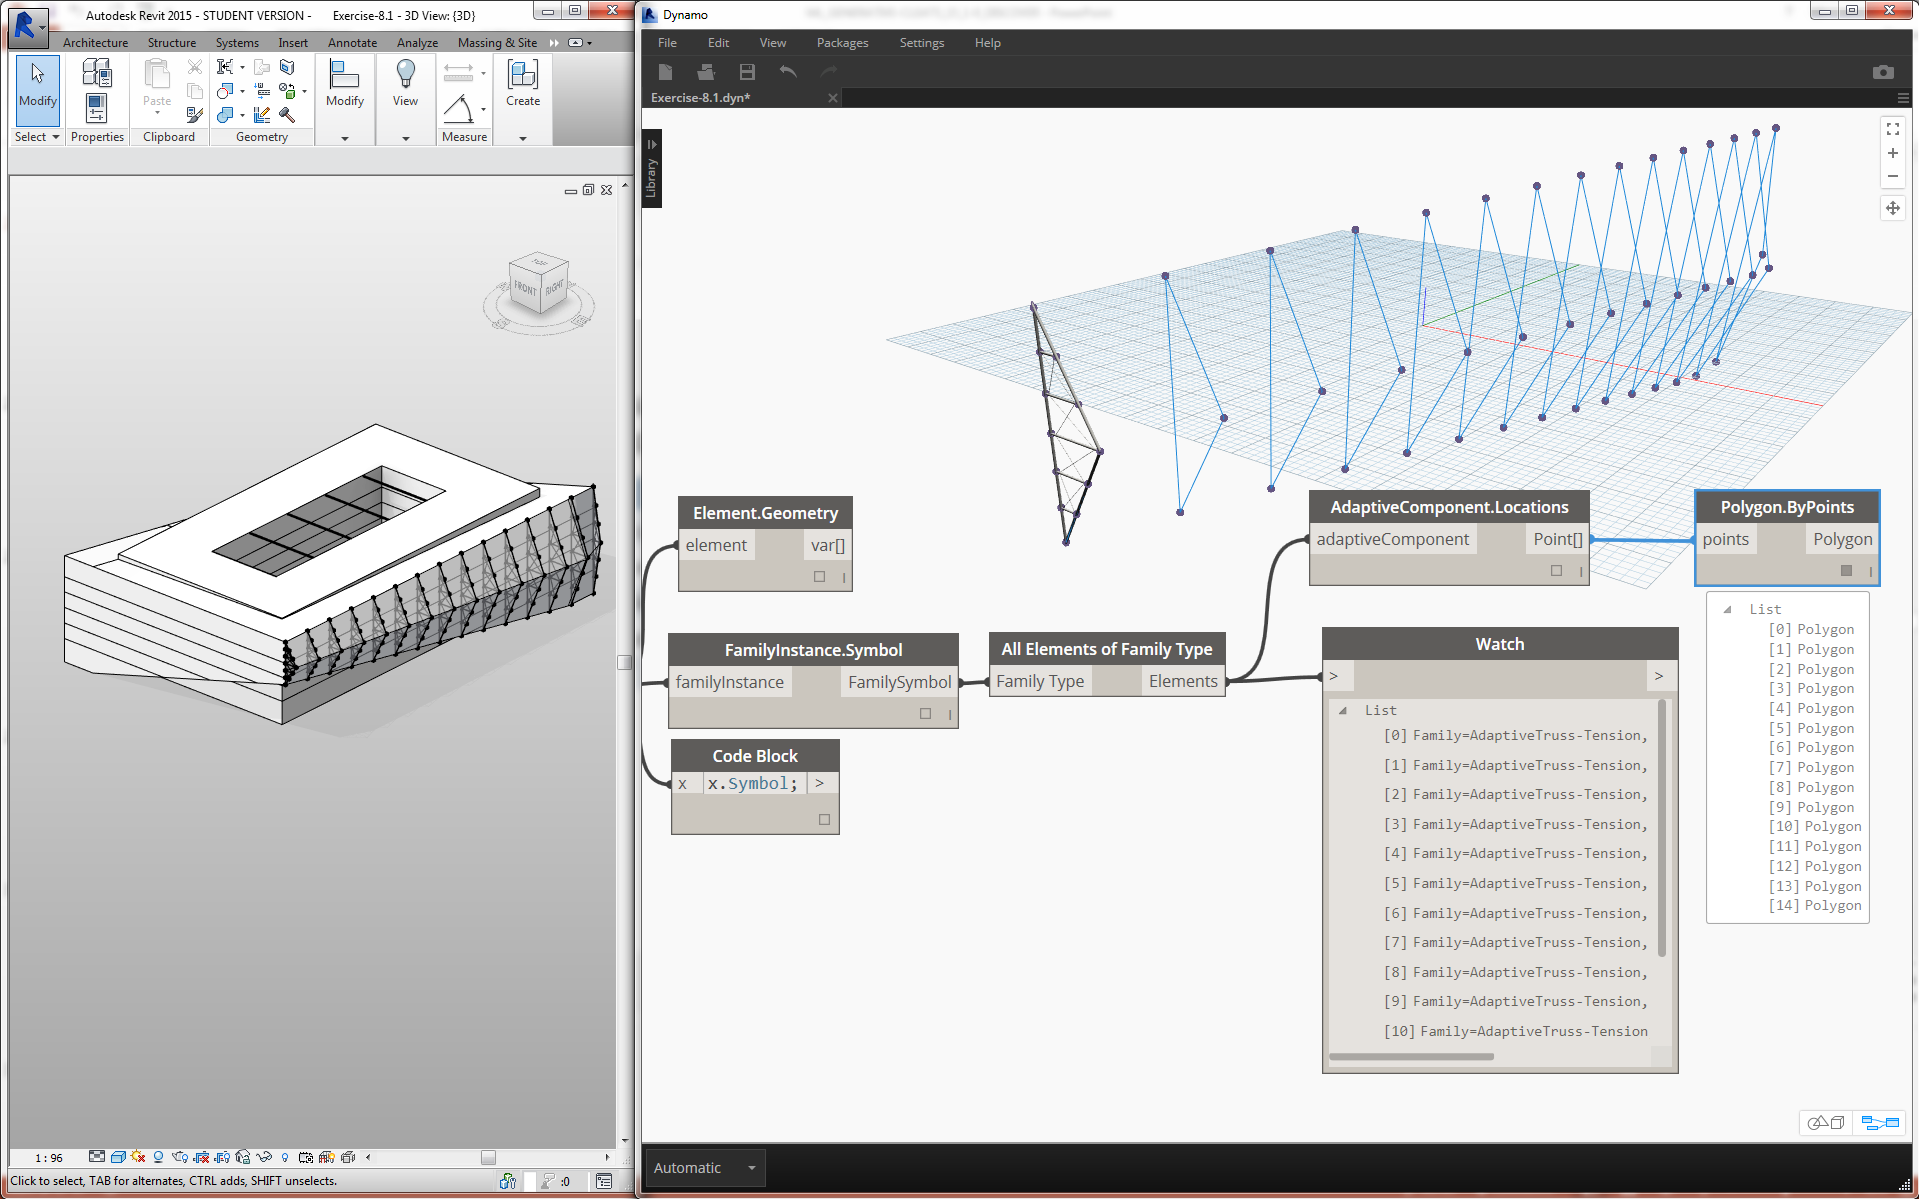 Autodesk Revit 2015 - STUDENT VERSION -    Exercise-8.1 - 3D View: {3D}
Architecture Structure Systems Insert Annotate Analyze Massing & Site
Modify
Paste
Modify
View
Create
Select
Properties
Clipboard
Geometry
Measure
TOP
FRONT
RIGHT
1 : 96
Click to select, TAB for alternates, CTRL adds, SHIFT unselects.
:0
Dynamo
File Edit View Packages Settings Help
Exercise-8.1.dyn*
Library
Element.Geometry
element var[]
FamilyInstance.Symbol
familyInstance FamilySymbol
Code Block
x x.Symbol; >
All Elements of Family Type
Family Type Elements
AdaptiveComponent.Locations
adaptiveComponent Point[]
Polygon.ByPoints
points Polygon
List
[0] Polygon
[1] Polygon
[2] Polygon
[3] Polygon
[4] Polygon
[5] Polygon
[6] Polygon
[7] Polygon
[8] Polygon
[9] Polygon
[10] Polygon
[11] Polygon
[12] Polygon
[13] Polygon
[14] Polygon
Watch
> >
List
[0] Family=AdaptiveTruss-Tension,
[1] Family=AdaptiveTruss-Tension,
[2] Family=AdaptiveTruss-Tension,
[3] Family=AdaptiveTruss-Tension,
[4] Family=AdaptiveTruss-Tension,
[5] Family=AdaptiveTruss-Tension,
[6] Family=AdaptiveTruss-Tension,
[7] Family=AdaptiveTruss-Tension,
[8] Family=AdaptiveTruss-Tension,
[9] Family=AdaptiveTruss-Tension,
[10] Family=AdaptiveTruss-Tension
Automatic